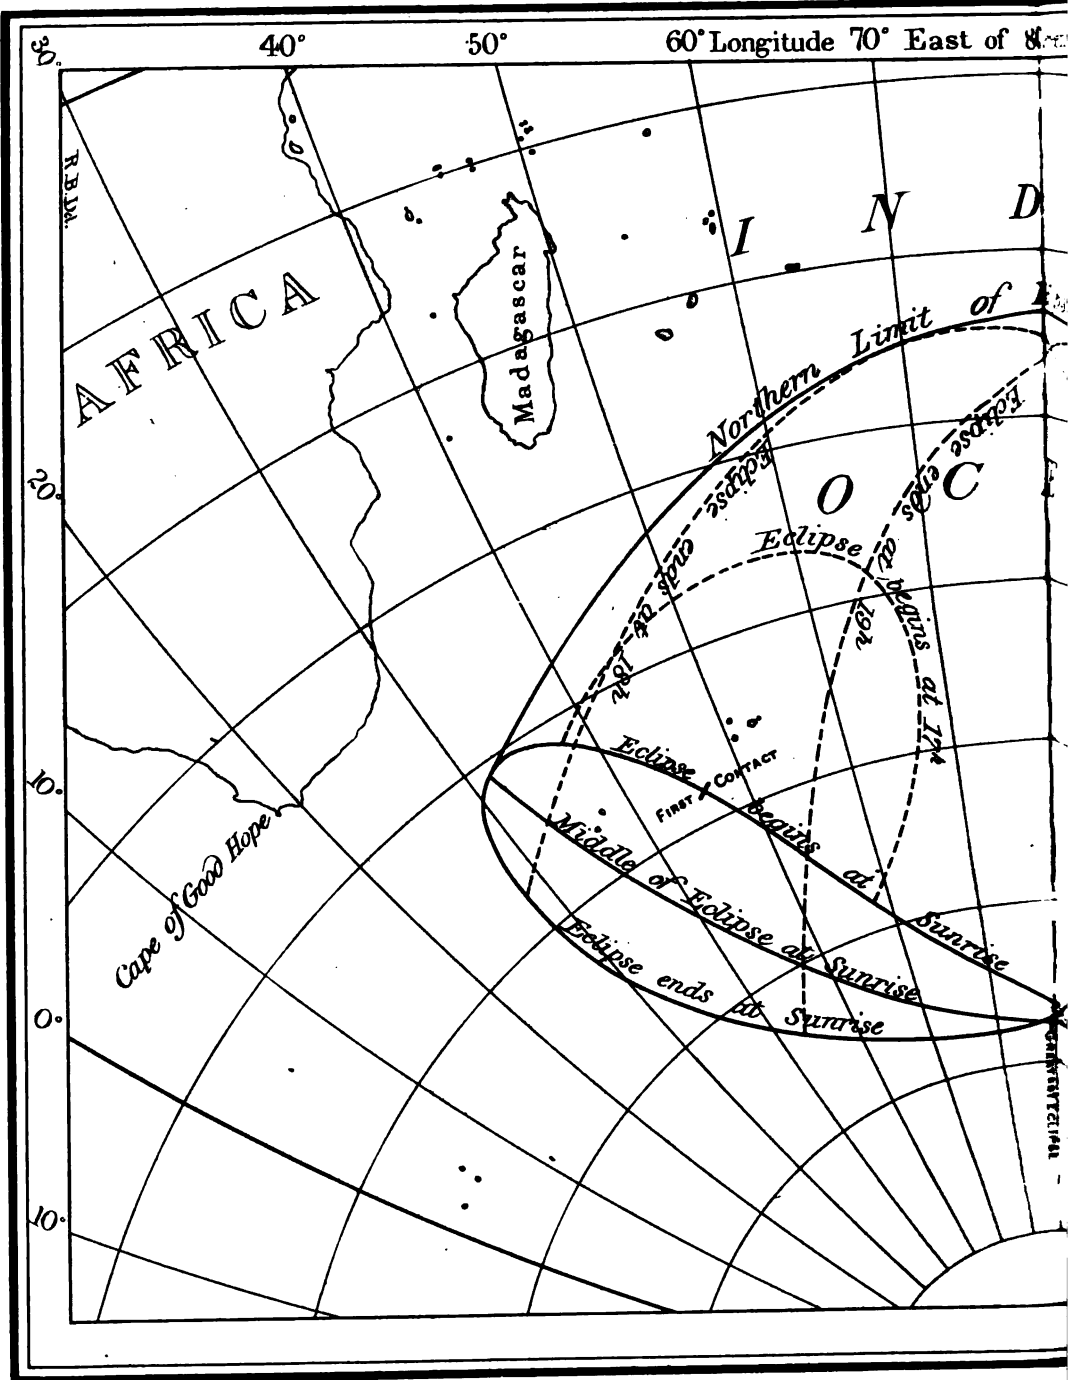 30°
40°
50°
60° Longitude 70° East of
R.B. Ld.
AFRICA
Madagascar
I N D
Northern Limit of
O C
Eclipse ends at 18h
Eclipse begins at 17h
Eclipse ends at 19h
20°
10°
0°
10°
Cape of Good Hope
Eclipse begins at Sunrise
FIRST CONTACT
Middle of Eclipse at Sunrise
Eclipse ends at Sunrise